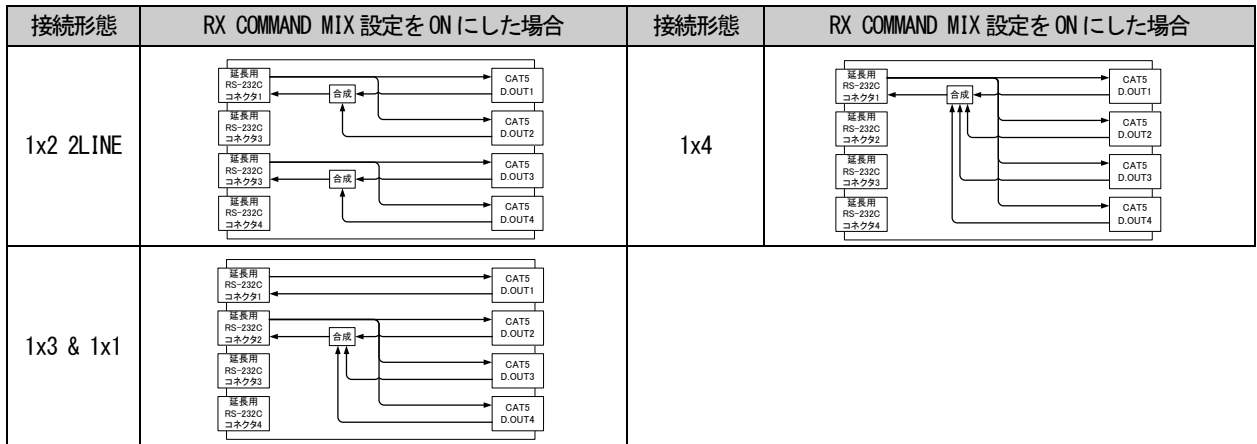 接続形態
RX COMMAND MIX 設定を ON にした場合
接続形態
RX COMMAND MIX 設定を ON にした場合
1x2 2LINE
延長用
RS-232C
コネクタ1
延長用
RS-232C
コネクタ3
延長用
RS-232C
コネクタ3
延長用
RS-232C
コネクタ4
合成
合成
CAT5
D.OUT1
CAT5
D.OUT2
CAT5
D.OUT3
CAT5
D.OUT4
1x4
延長用
RS-232C
コネクタ1
延長用
RS-232C
コネクタ2
延長用
RS-232C
コネクタ3
延長用
RS-232C
コネクタ4
合成
CAT5
D.OUT1
CAT5
D.OUT2
CAT5
D.OUT3
CAT5
D.OUT4
1x3 & 1x1
延長用
RS-232C
コネクタ1
延長用
RS-232C
コネクタ2
延長用
RS-232C
コネクタ3
延長用
RS-232C
コネクタ4
合成
CAT5
D.OUT1
CAT5
D.OUT2
CAT5
D.OUT3
CAT5
D.OUT4